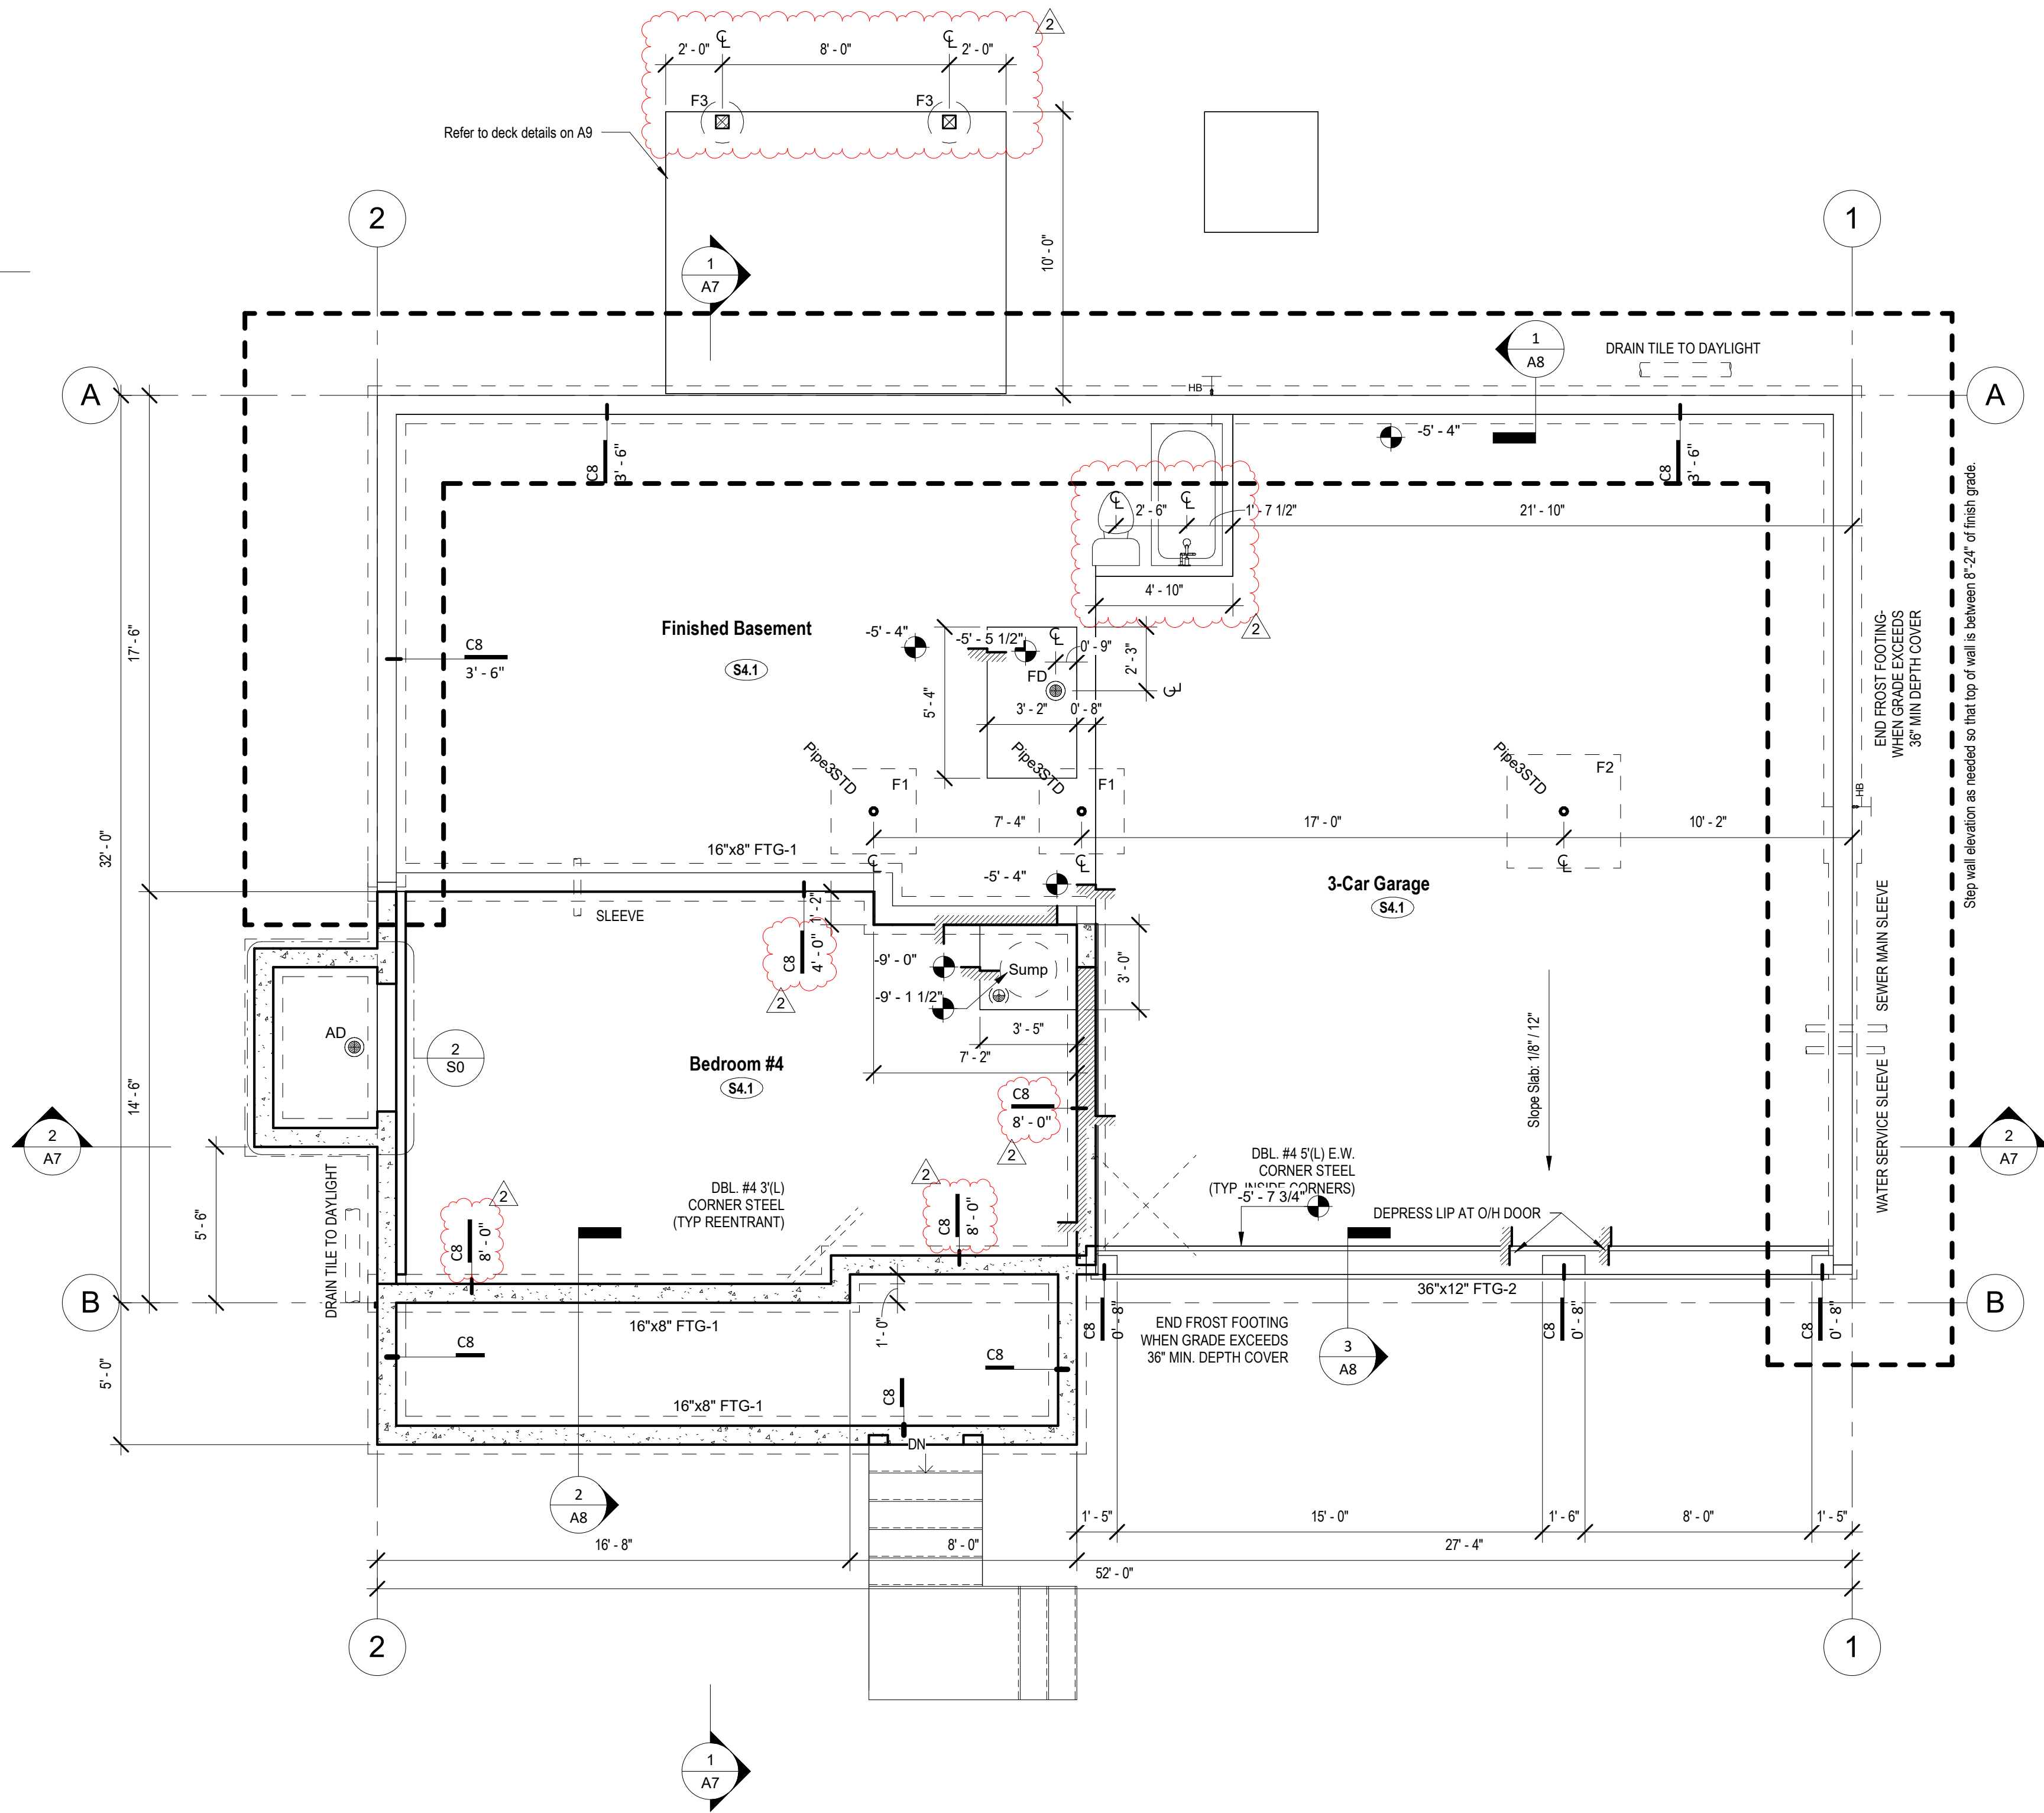 2
2' - 0"
℄
8' - 0"
℄
2' - 0"
F3
F3
Refer to deck details on A9
2
1
10' - 0"
1
A7
1
A8
DRAIN TILE TO DAYLIGHT
A
A
HB
-5' - 4"
C8
3' - 6"
C8
3' - 6"
℄
2' - 6"
℄
1' - 7 1/2"
21' - 10"
4' - 10"
2
Finished Basement
S4.1
-5' - 4"
-5' - 5 1/2"
℄
0' - 9"
2' - 3"
FD
℄
C8
3' - 6"
17' - 6"
5' - 4"
3' - 2"
0' - 8"
END FROST FOOTING-
WHEN GRADE EXCEEDS
36" MIN DEPTH COVER
Step wall elevation as needed so that top of wall is between 8"-24" of finish grade.
Pipe3STD
F1
Pipe3STD
F1
Pipe3STD
F2
HB
7' - 4"
17' - 0"
10' - 2"
32' - 0"
16"x8" FTG-1
℄
℄
℄
-5' - 4"
3-Car Garage
S4.1
SLEEVE
1' - 2"
C8
4' - 0"
2
-9' - 0"
Sump
3' - 0"
-9' - 1 1/2"
SEWER MAIN SLEEVE
AD
2
S0
3' - 5"
7' - 2"
Bedroom #4
S4.1
Slope Slab: 1/8" / 12"
14' - 6"
C8
8' - 0"
2
2
A7
2
A7
WATER SERVICE SLEEVE
5' - 6"
DRAIN TILE TO DAYLIGHT
2
C8
8' - 0"
DBL. #4 3'(L)
CORNER STEEL
(TYP REENTRANT)
2
C8
8' - 0"
DBL. #4 5'(L) E.W.
CORNER STEEL
(TYP. INSIDE CORNERS)
-5' - 7 3/4"
DEPRESS LIP AT O/H DOOR
36"x12" FTG-2
B
B
16"x8" FTG-1
1' - 0"
END FROST FOOTING
WHEN GRADE EXCEEDS
36" MIN. DEPTH COVER
C8
0' - 8"
C8
0' - 8"
C8
0' - 8"
3
A8
C8
C8
C8
5' - 0"
16"x8" FTG-1
DN
2
A8
1' - 5"
15' - 0"
1' - 6"
8' - 0"
1' - 5"
16' - 8"
8' - 0"
27' - 4"
52' - 0"
2
1
1
A7